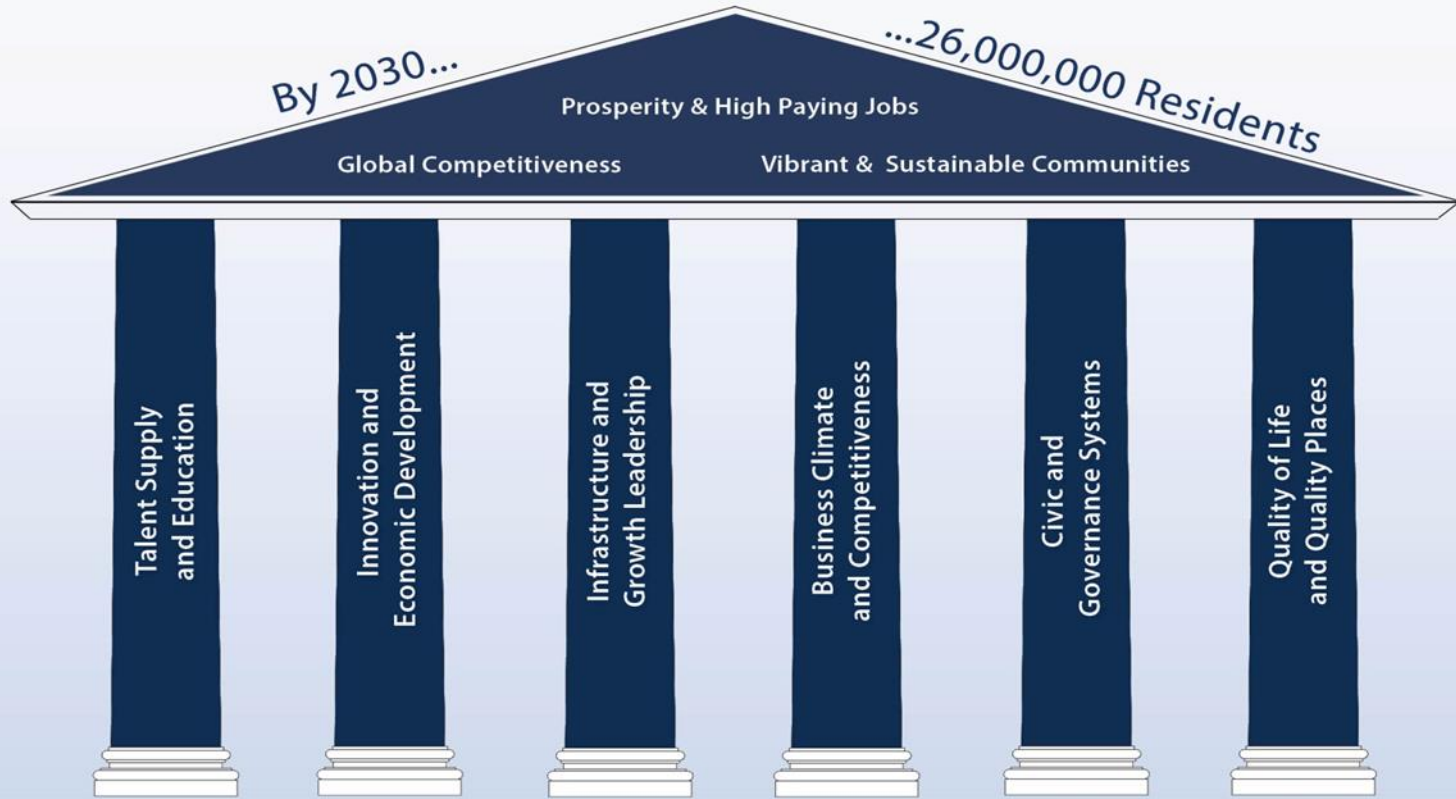 By 2030...
...26,000,000 Residents
Prosperity & High Paying Jobs
Global Competitiveness
Vibrant & Sustainable Communities
Talent Supply
and Education
Innovation and
Economic Development
Infrastructure and
Growth Leadership
Business Climate
and Competitiveness
Civic and
Governance Systems
Quality of Life
and Quality Places